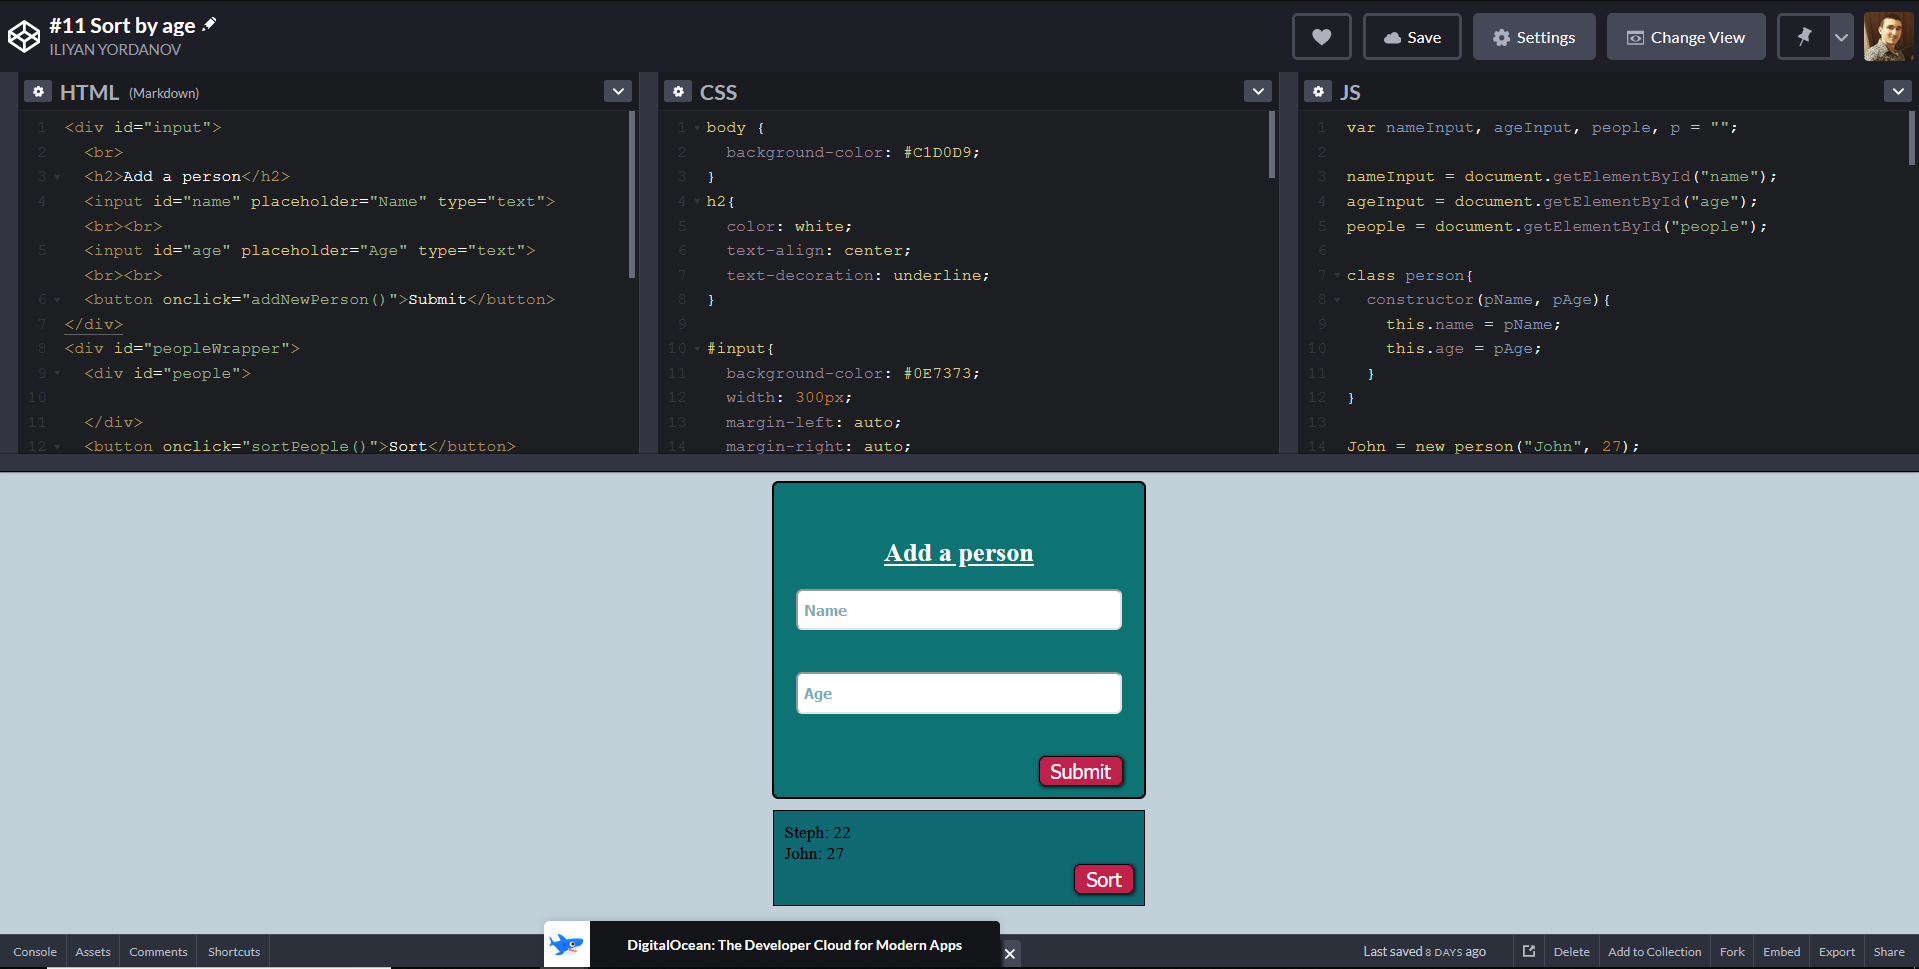 #11 Sort by age
ILIYAN YORDANOV
Save
Settings
Change View
HTML (Markdown)
1 <div id="input">
2 <br>
3 <h2>Add a person</h2>
4 <input id="name" placeholder="Name" type="text">
<br><br>
5 <input id="age" placeholder="Age" type="text">
<br><br>
6 <button onclick="addNewPerson()">Submit</button>
7 </div>
8 <div id="peopleWrapper">
9 <div id="people">
10
11 </div>
12 <button onclick="sortPeople()">Sort</button>
CSS
1 body {
2 background-color: #C1D0D9;
3 }
4 h2{
5 color: white;
6 text-align: center;
7 text-decoration: underline;
8 }
9
10 #input{
11 background-color: #0E7373;
12 width: 300px;
13 margin-left: auto;
14 margin-right: auto;
JS
1 var nameInput, ageInput, people, p = "";
2
3 nameInput = document.getElementById("name");
4 ageInput = document.getElementById("age");
5 people = document.getElementById("people");
6
7 class person{
8 constructor(pName, pAge){
9 this.name = pName;
10 this.age = pAge;
11 }
12 }
13
14 John = new person("John", 27);
Add a person
Name
Age
Submit
Steph: 22
John: 27
Sort
Console
Assets
Comments
Shortcuts
DigitalOcean: The Developer Cloud for Modern Apps
Last saved 8 DAYS ago
Delete
Add to Collection
Fork
Embed
Export
Share